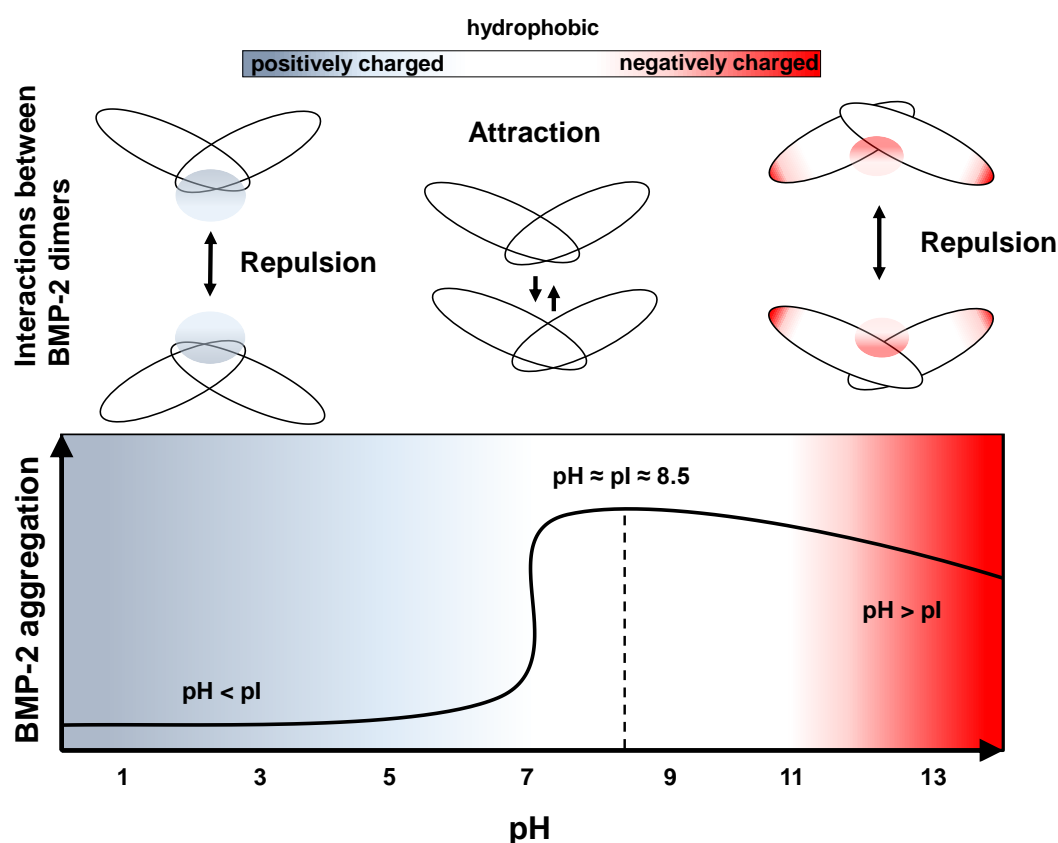 hydrophobic
positively charged
negatively charged
Interactions between
BMP-2 dimers
Attraction
Repulsion
Repulsion
BMP-2 aggregation
pH ≈ pI ≈ 8.5
pH > pI
pH < pI
1 3 5 7 9 11 13
pH